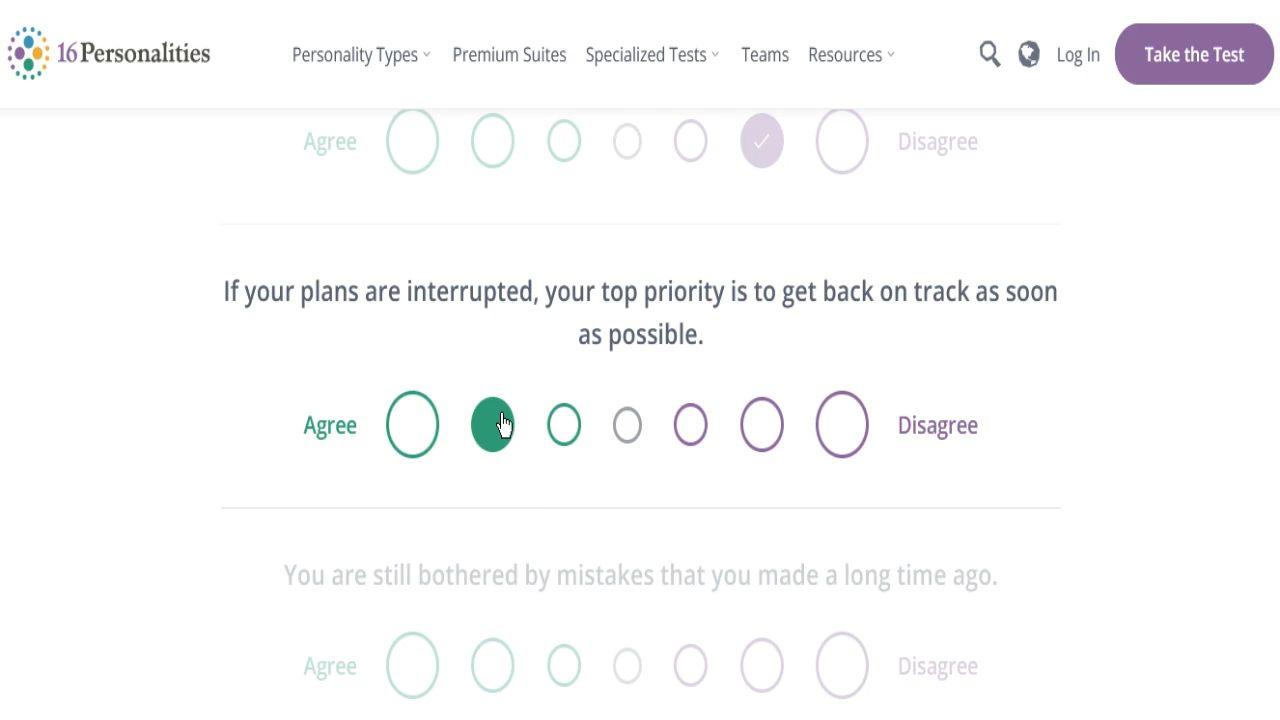 16Personalities
Personality Types
Premium Suites
Specialized Tests
Teams
Resources
Log In
Take the Test
Agree
Disagree
If your plans are interrupted, your top priority is to get back on track as soon
as possible.
Agree
Disagree
You are still bothered by mistakes that you made a long time ago.
Agree
Disagree